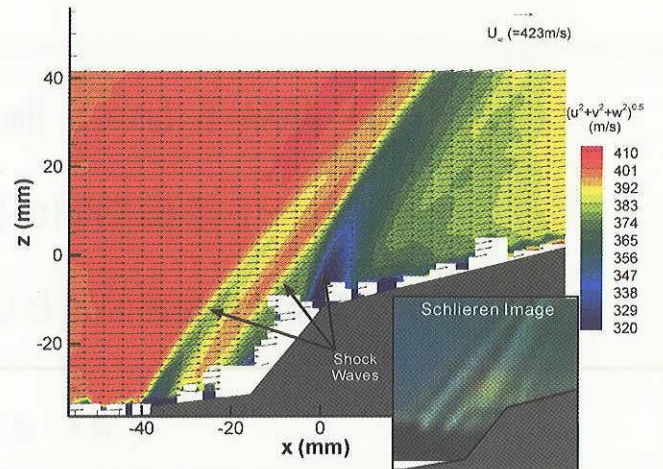 U∞ (=423m/s)
40
20
0
-20
z (mm)
(u²+v²+w²)⁰·⁵
(m/s)
410
401
392
383
374
365
356
347
338
329
320
Shock
Waves
Schlieren Image
-40
-20
0
x (mm)